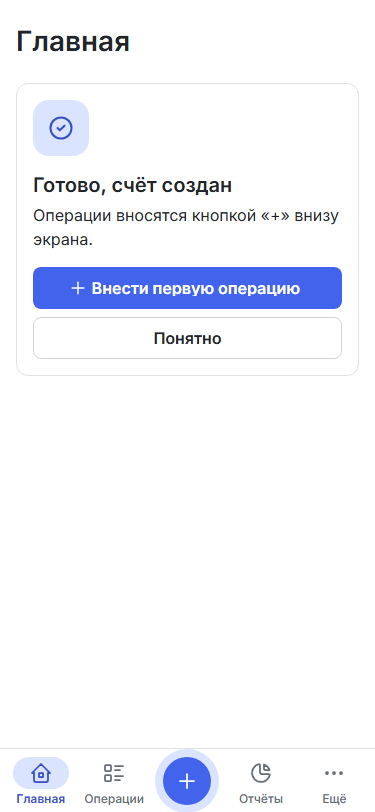 Главная
Готово, счёт создан
Операции вносятся кнопкой «+» внизу
экрана.
+ Внести первую операцию
Понятно
Главная
Операции
+
Отчёты
Ещё